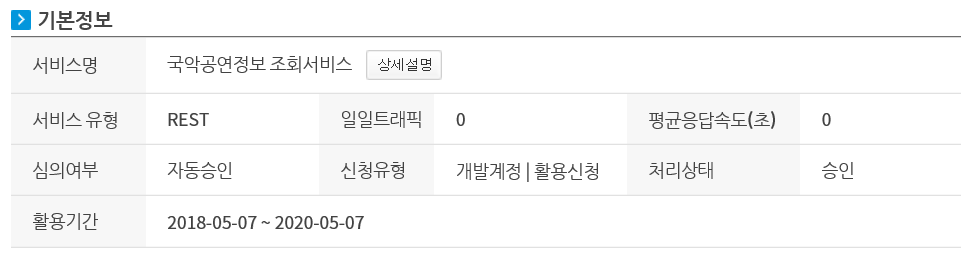 기본정보
서비스명 국악공연정보 조회서비스 상세설명
서비스 유형 REST 일일트래픽 0 평균응답속도(초) 0
심의여부 자동승인 신청유형 개발계정 | 활용신청 처리상태 승인
활용기간 2018-05-07 ~ 2020-05-07